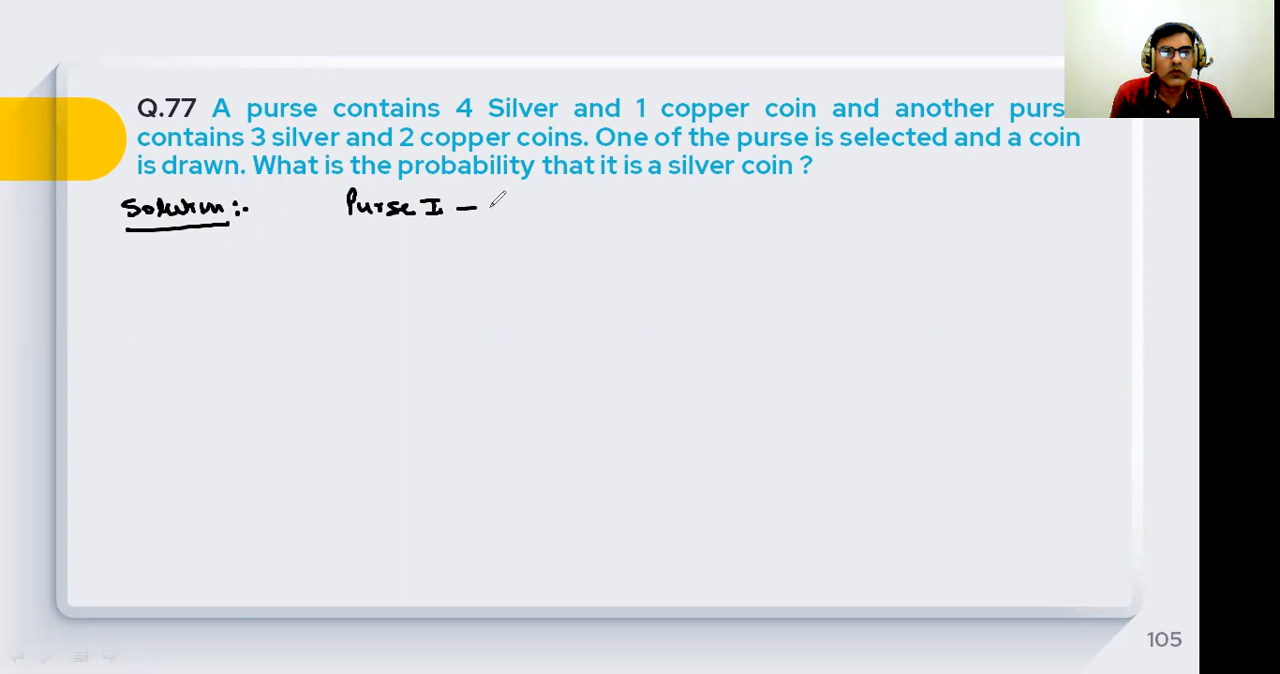 Q.77 A purse contains 4 Silver and 1 copper coin and another purs
contains 3 silver and 2 copper coins. One of the purse is selected and a coin
is drawn. What is the probability that it is a silver coin ?
Solution :- Purse I –
105